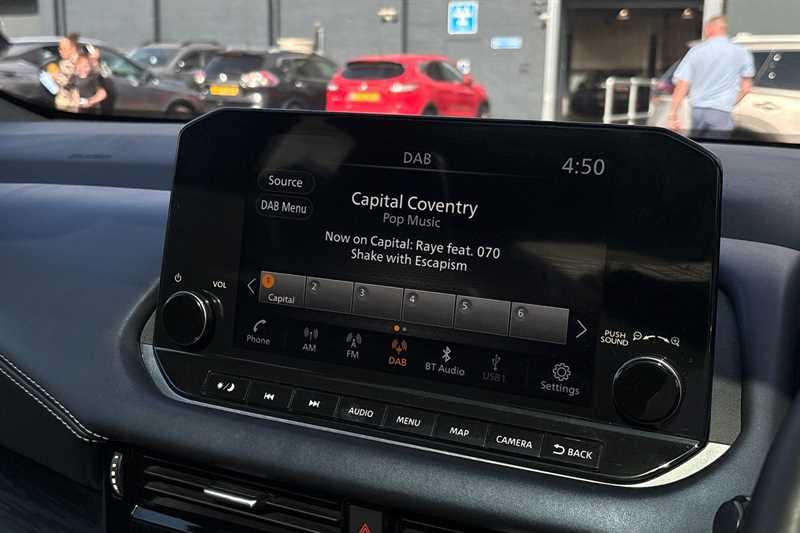 DAB
4:50
Source
Capital Coventry
DAB Menu
Pop Music
Now on Capital: Raye feat. 070
Shake with Escapism
1
2
3
4
5
6
Capital
VOL
PUSH
SOUND
Phone
AM
FM
DAB
BT Audio
USB1
Settings
AUDIO
MENU
MAP
CAMERA
BACK